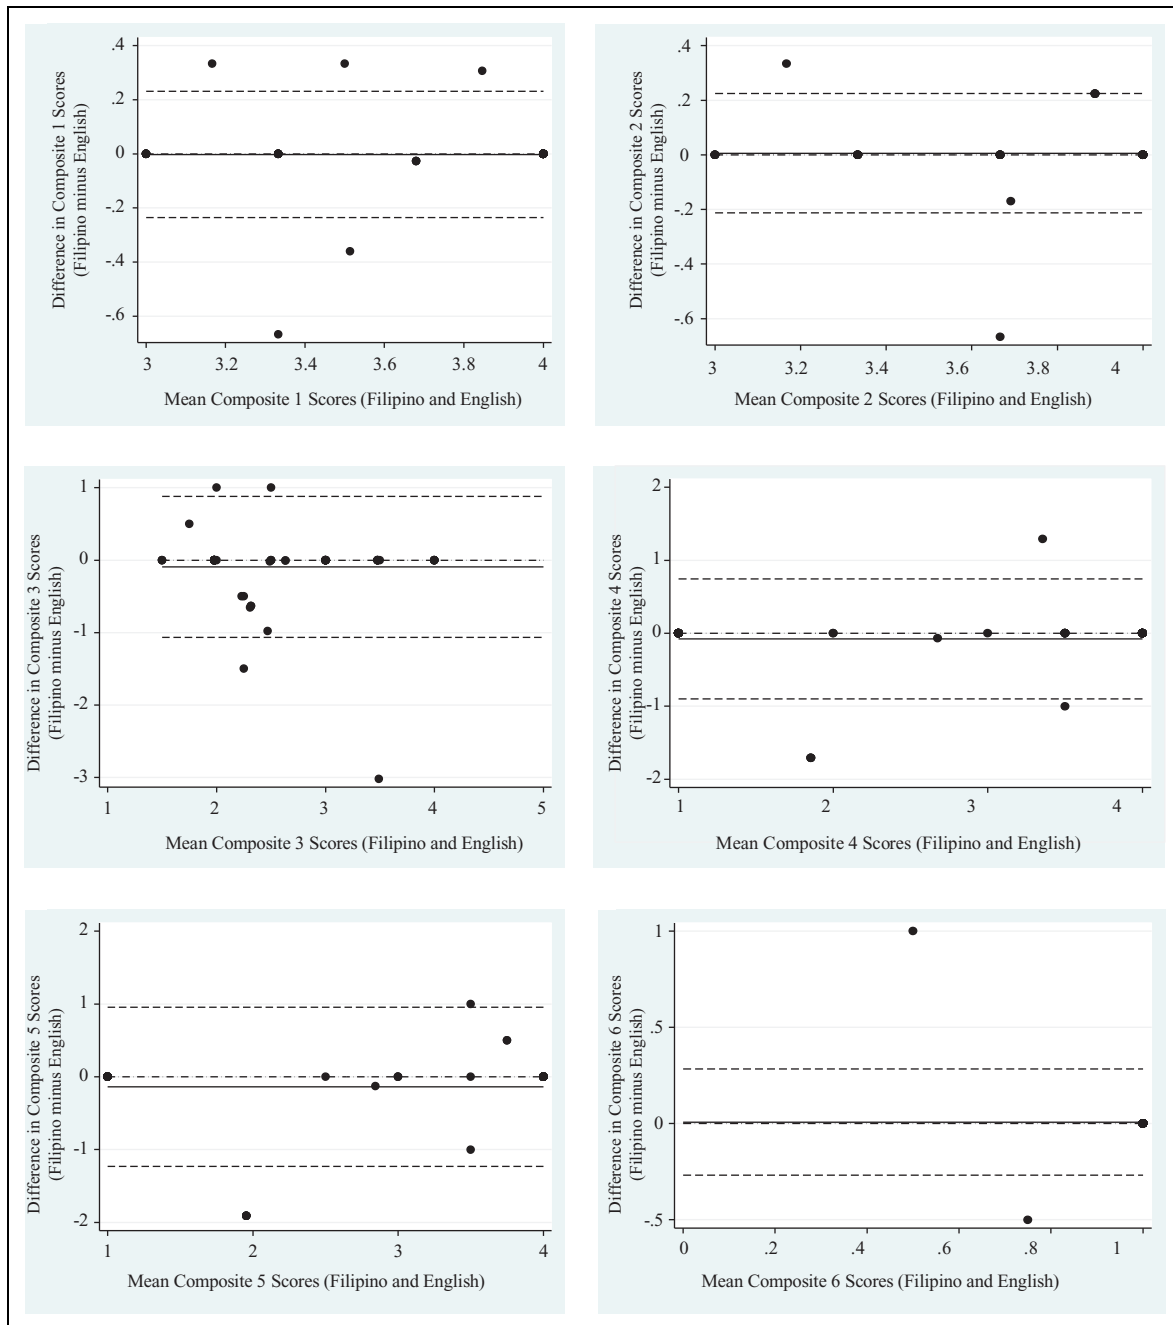 Difference in Composite 1 Scores
(Filipino minus English)
.4
.2
0
-.2
-.4
-.6
3 3.2 3.4 3.6 3.8 4
Mean Composite 1 Scores (Filipino and English)
Difference in Composite 2 Scores
(Filipino minus English)
.4
.2
0
-.2
-.4
-.6
3 3.2 3.4 3.6 3.8 4
Mean Composite 2 Scores (Filipino and English)
Difference in Composite 3 Scores
(Filipino minus English)
1
0
-1
-2
-3
1 2 3 4 5
Mean Composite 3 Scores (Filipino and English)
Difference in Composite 4 Scores
(Filipino minus English)
2
1
0
-1
-2
1 2 3 4
Mean Composite 4 Scores (Filipino and English)
Difference in Composite 5 Scores
(Filipino minus English)
2
1
0
-1
-2
1 2 3 4
Mean Composite 5 Scores (Filipino and English)
Difference in Composite 6 Scores
(Filipino minus English)
1
.5
0
-.5
0 .2 .4 .6 .8 1
Mean Composite 6 Scores (Filipino and English)